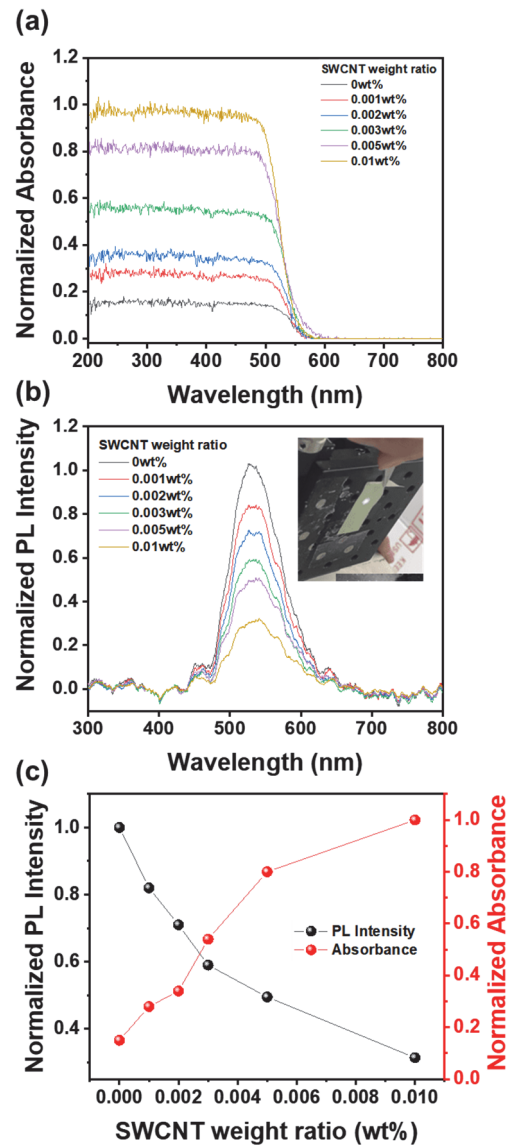 (a)
Normalized Absorbance
1.2
1.0
0.8
0.6
0.4
0.2
0.0
SWCNT weight ratio
0wt%
0.001wt%
0.002wt%
0.003wt%
0.005wt%
0.01wt%
200 300 400 500 600 700 800
Wavelength (nm)
(b)
Normalized PL Intensity
1.2
1.0
0.8
0.6
0.4
0.2
0.0
SWCNT weight ratio
0wt%
0.001wt%
0.002wt%
0.003wt%
0.005wt%
0.01wt%
300 400 500 600 700 800
Wavelength (nm)
(c)
Normalized PL Intensity
1.0
0.8
0.6
0.4
PL Intensity
Absorbance
1.0
0.8
0.6
0.4
0.2
0.0
Normalized Absorbance
0.000 0.002 0.004 0.006 0.008 0.010
SWCNT weight ratio (wt%)